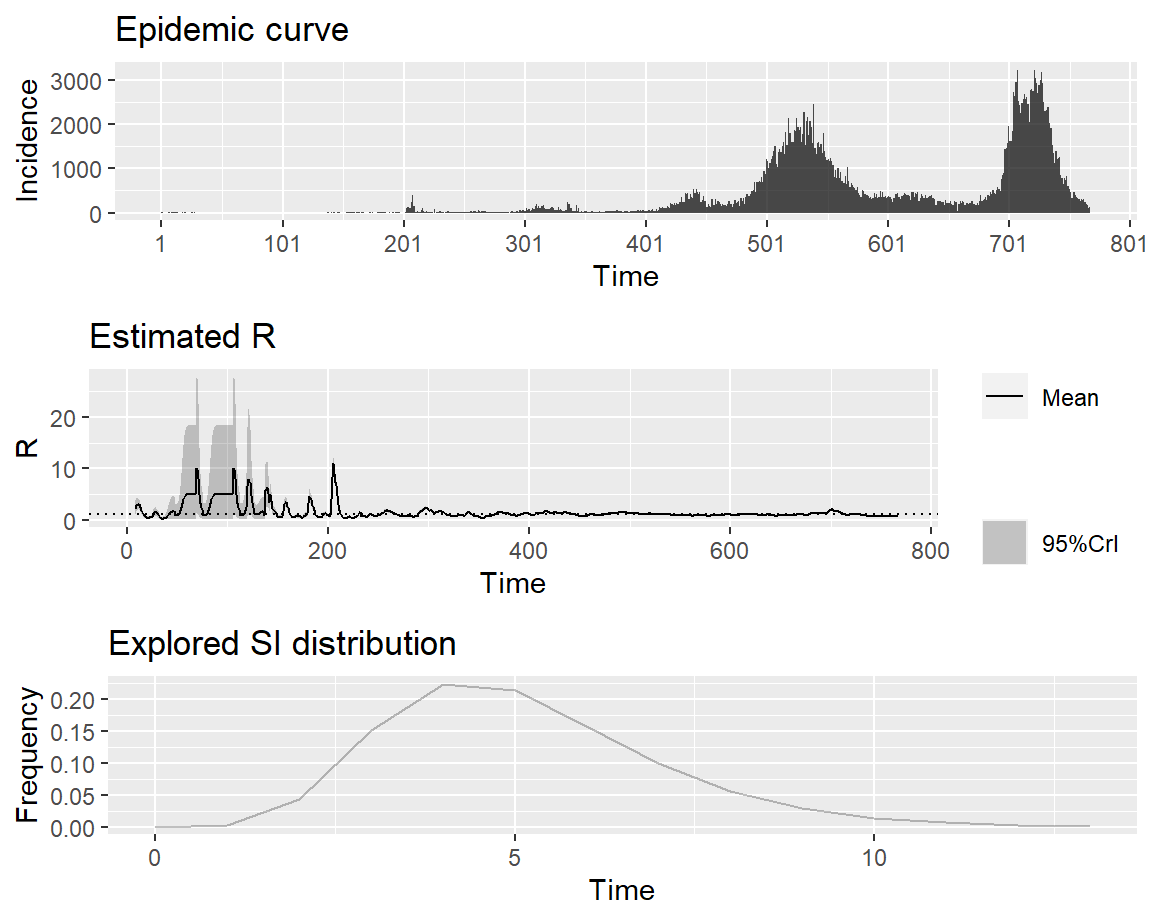 Epidemic curve
Incidence
3000
2000
1000
0
1 101 201 301 401 501 601 701 801
Time
Estimated R
R
20
10
0
0 200 400 600 800
Time
Mean
95%CrI
Explored SI distribution
Frequency
0.20
0.15
0.10
0.05
0.00
0 5 10
Time